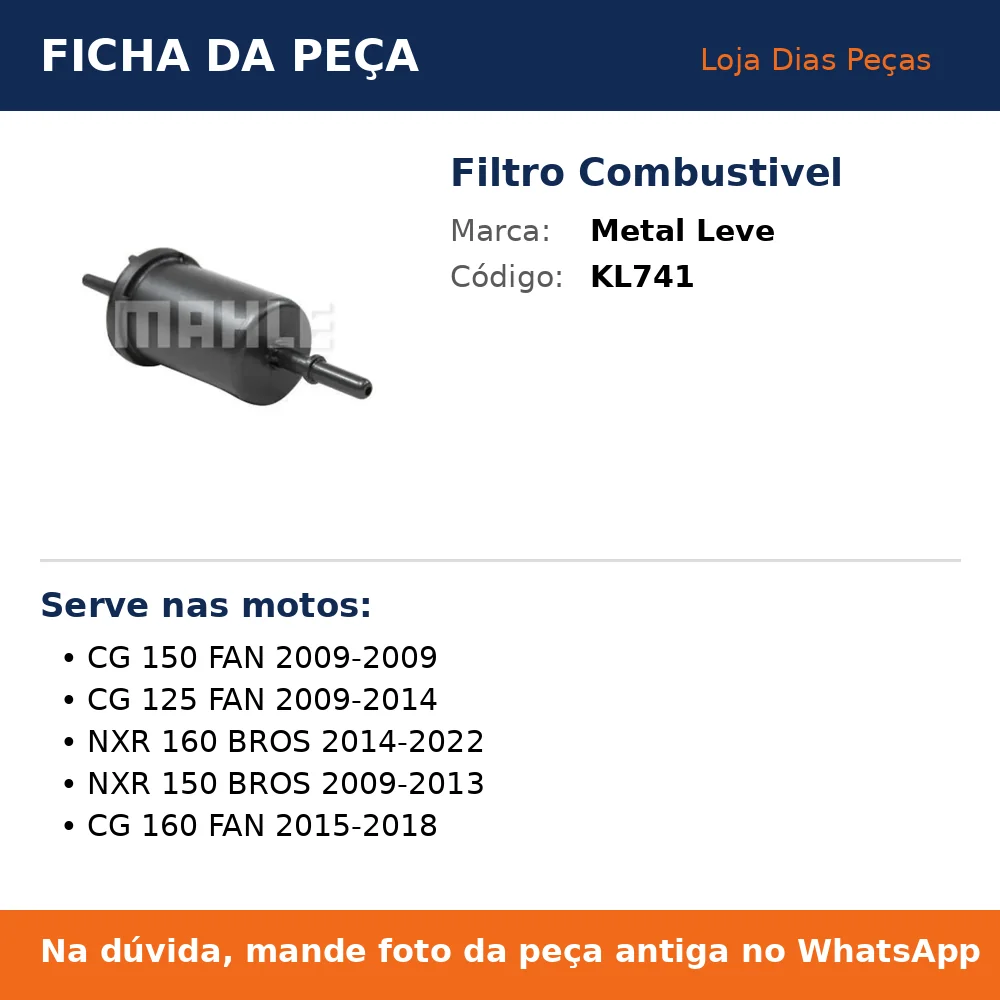 FICHA DA PEÇA
Loja Dias Peças
Filtro Combustivel
Marca: Metal Leve
Código: KL741
MAHLE
Serve nas motos:
• CG 150 FAN 2009-2009
• CG 125 FAN 2009-2014
• NXR 160 BROS 2014-2022
• NXR 150 BROS 2009-2013
• CG 160 FAN 2015-2018
Na dúvida, mande foto da peça antiga no WhatsApp